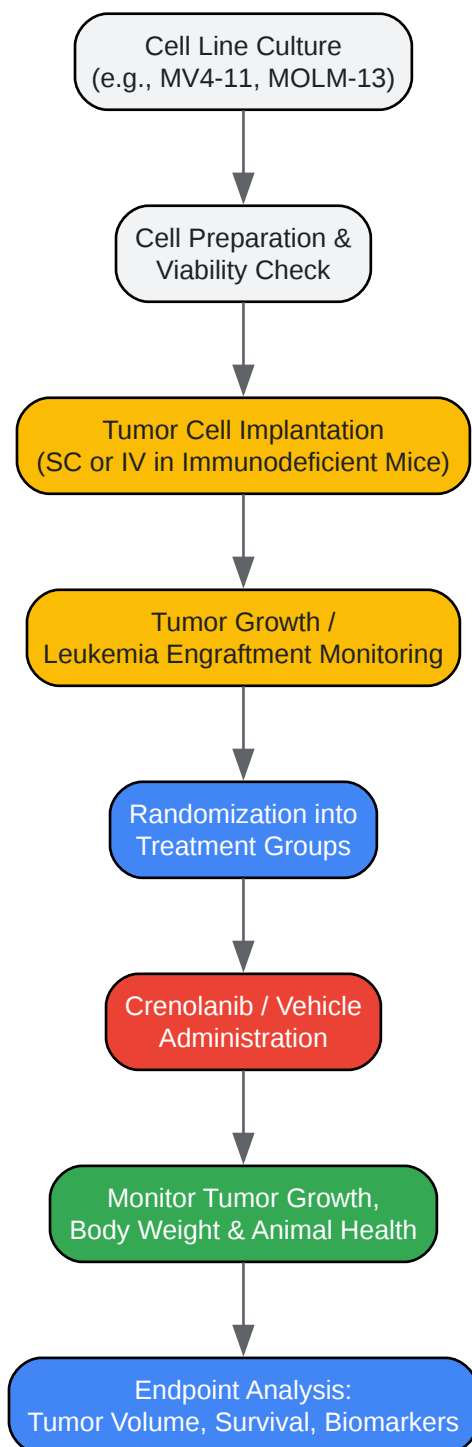 Cell Line Culture
(e.g., MV4-11, MOLM-13)
Cell Preparation &
Viability Check
Tumor Cell Implantation
(SC or IV in Immunodeficient Mice)
Tumor Growth /
Leukemia Engraftment Monitoring
Randomization into
Treatment Groups
Crenolanib / Vehicle
Administration
Monitor Tumor Growth,
Body Weight & Animal Health
Endpoint Analysis:
Tumor Volume, Survival, Biomarkers